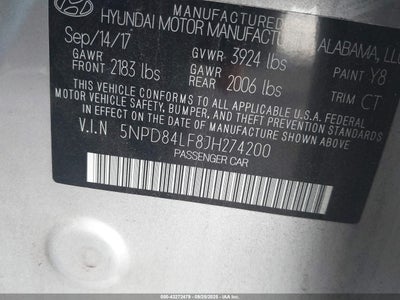 MANUFACTURED
HYUNDAI MOTOR MANUFACTURING ALABAMA, LLC
Sep/14/17
GVWR 3924 lbs
PAINT Y8
GAWR FRONT 2183 lbs
GAWR REAR 2006 lbs
TRIM CT
THIS VEHICLE CONFORMS TO ALL APPLICABLE U.S.A. FEDERAL
MOTOR VEHICLE SAFETY, BUMPER, AND THEFT PREVENTION
STANDARDS IN EFFECT ON THE DATE OF MANUFACTURE SHOWN ABOVE.
V.I.N 5NPD84LF8JH274200
PASSENGER CAR